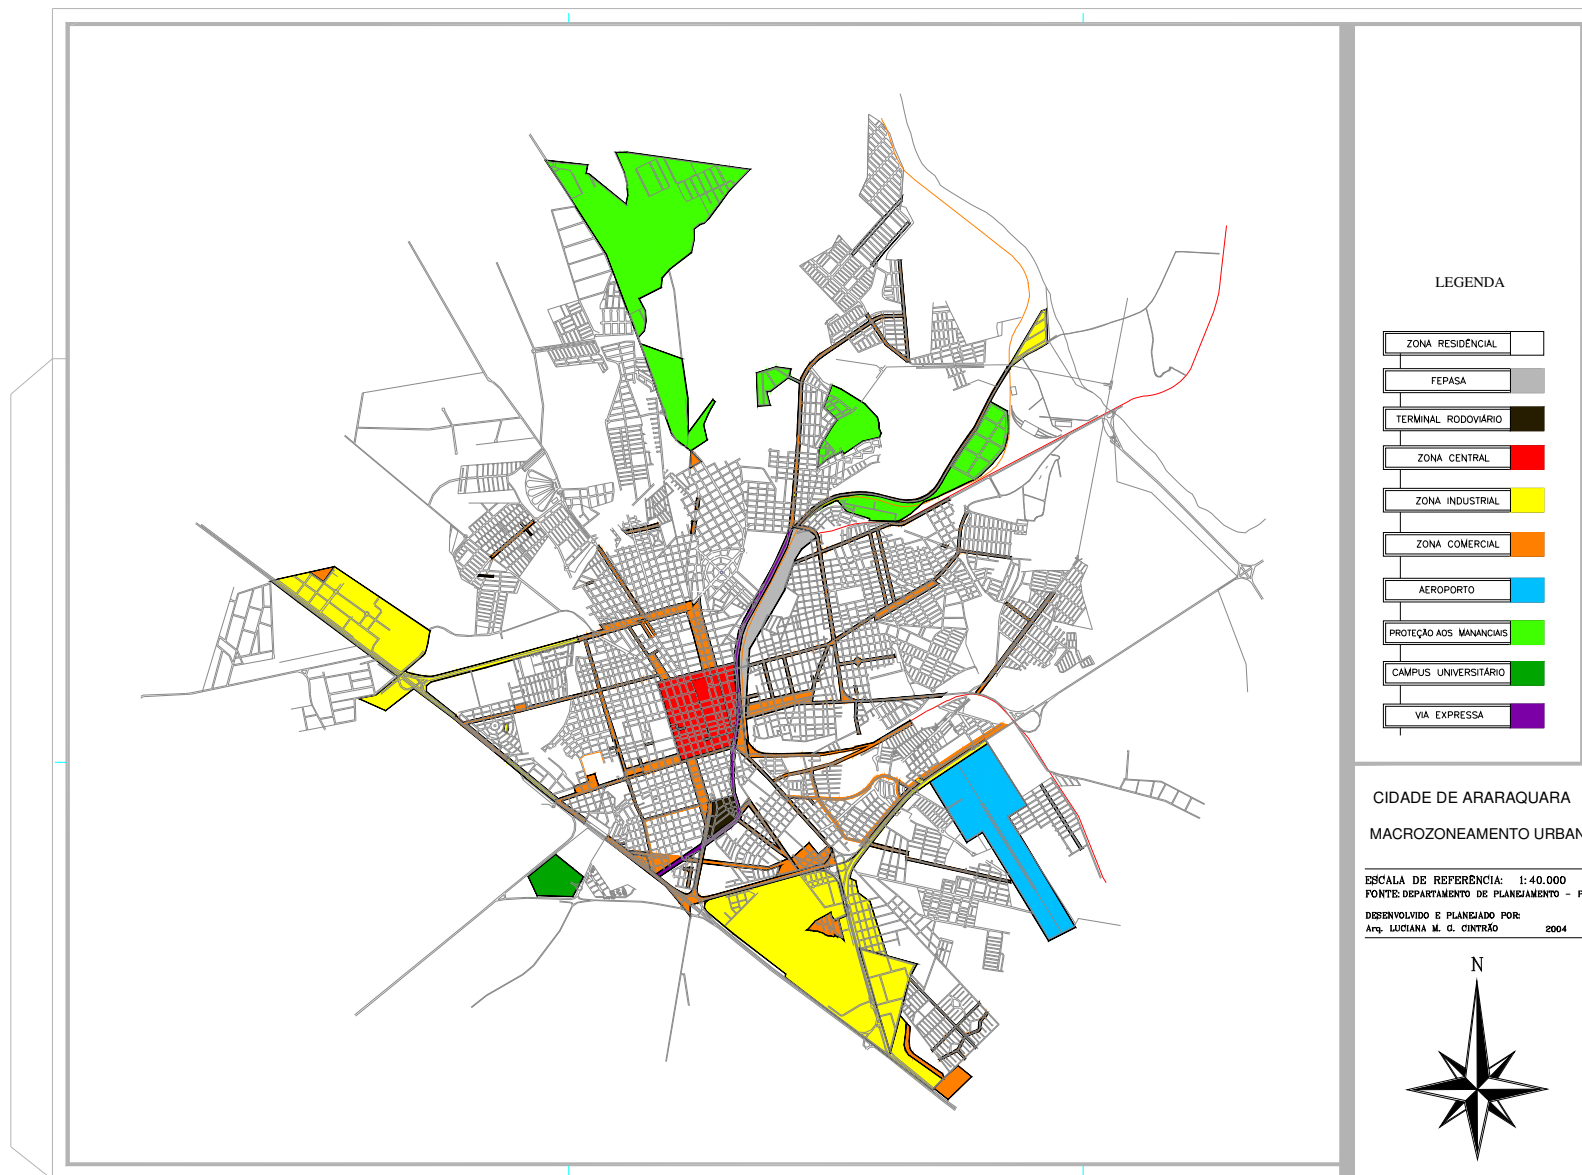 LEGENDA
ZONA RESIDÊNCIAL
FEPASA
TERMINAL RODOVIÁRIO
ZONA CENTRAL
ZONA INDUSTRIAL
ZONA COMERCIAL
AEROPORTO
PROTEÇÃO AOS MANANCIAIS
CAMPUS UNIVERSITÁRIO
VIA EXPRESSA
CIDADE DE ARARAQUARA
MACROZONEAMENTO URBAN
ESCALA DE REFERÊNCIA: 1:40.000
FONTE: DEPARTAMENTO DE PLANEJAMENTO - P
DESENVOLVIDO E PLANEJADO POR:
Arq. LUCIANA M. G. CINTRÃO 2004
N